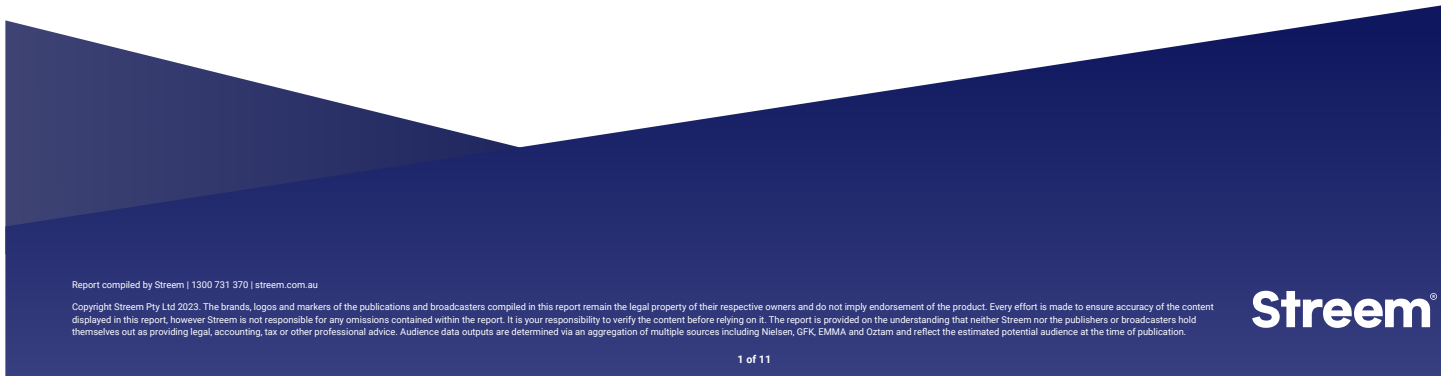 Report compiled by Streem | 1300 731 370 | streem.com.au
Copyright Streem Pty Ltd 2023. The brands, logos and markers of the publications and broadcasters compiled in this report remain the legal property of their respective owners and do not imply endorsement of the product. Every effort is made to ensure accuracy of the content
displayed in this report, however Streem is not responsible for any omissions contained within the report. It is your responsibility to verify the content before relying on it. The report is provided on the understanding that neither Streem nor the publishers or broadcasters hold
themselves out as providing legal, accounting, tax or other professional advice. Audience data outputs are determined via an aggregation of multiple sources including Nielsen, GFK, EMMA and Oztam and reflect the estimated potential audience at the time of publication.
Streem®
1 of 11